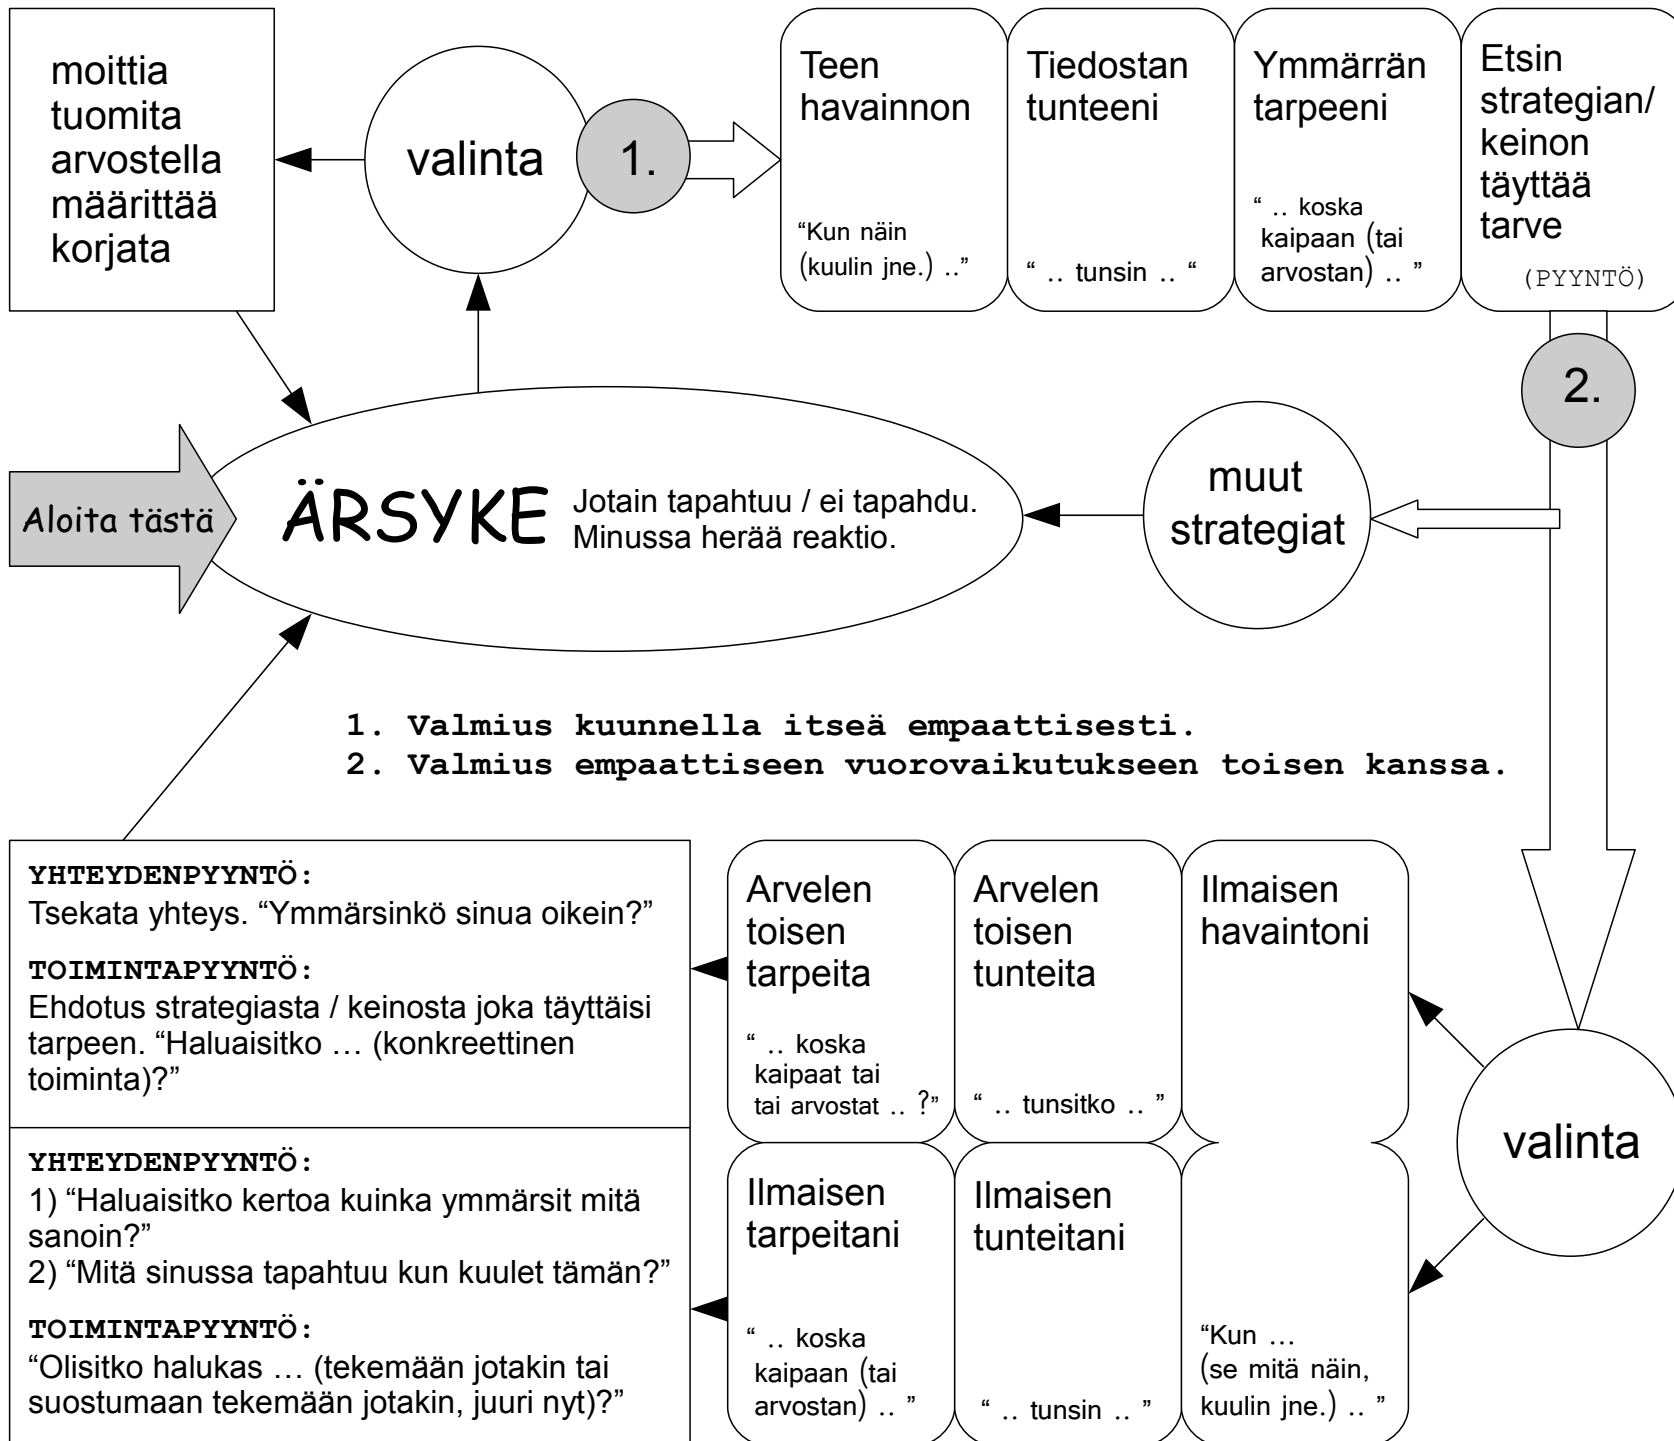 moittia
tuomita
arvostella
määrittää
korjata
valinta
1.
Teen
havainnon
“Kun näin
(kuulin jne.) ..”
Tiedostan
tunteeni
“ .. tunsin .. “
Ymmärrän
tarpeeni
“ .. koska
kaipaan (tai
arvostan) .. ”
Etsin
strategian/
keinon
täyttää
tarve
(PYYNTÖ)
2.
Aloita tästä
ÄRSYKE
Jotain tapahtuu / ei tapahdu.
Minussa herää reaktio.
muut
strategiat
1. Valmius kuunnella itseä empaattisesti.
2. Valmius empaattiseen vuorovaikutukseen toisen kanssa.
YHTEYDENPYYNTÖ:
Tsekata yhteys. “Ymmärsinkö sinua oikein?”
TOIMINTAPYYNTÖ:
Ehdotus strategiasta / keinosta joka täyttäisi
tarpeen. “Haluaisitko … (konkreettinen
toiminta)?”
Arvelen
toisen
tarpeita
“ .. koska
kaipaat tai
tai arvostat .. ?”
Arvelen
toisen
tunteita
“ .. tunsitko .. ”
Ilmaisen
havaintoni
valinta
YHTEYDENPYYNTÖ:
1) “Haluaisitko kertoa kuinka ymmärsit mitä
sanoin?”
2) “Mitä sinussa tapahtuu kun kuulet tämän?”
TOIMINTAPYYNTÖ:
“Olisitko halukas … (tekemään jotakin tai
suostumaan tekemään jotakin, juuri nyt)?”
Ilmaisen
tarpeitani
“ .. koska
kaipaan (tai
arvostan) .. ”
Ilmaisen
tunteitani
“ .. tunsin .. ”
“Kun …
(se mitä näin,
kuulin jne.) .. ”